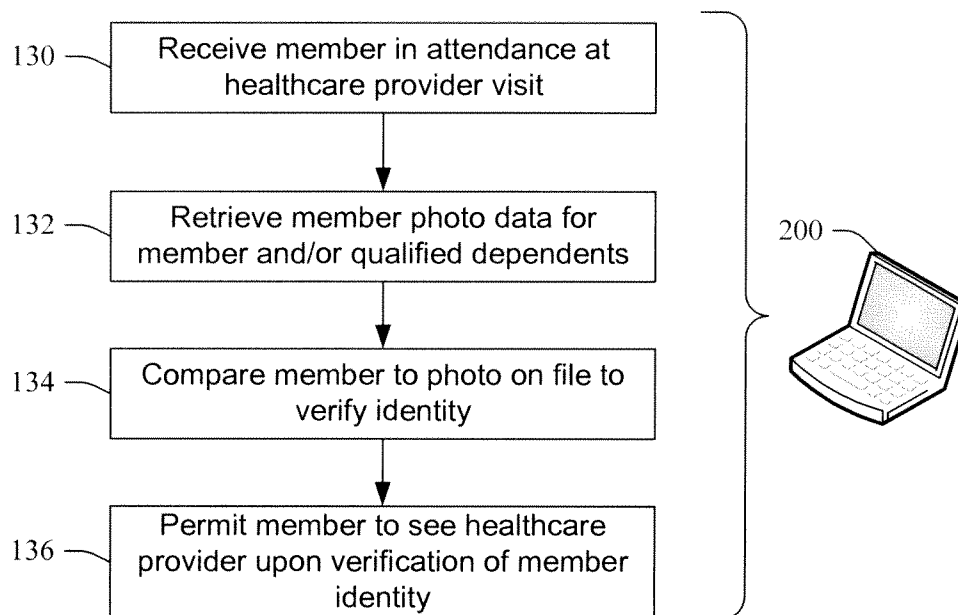 130
Receive member in attendance at
healthcare provider visit
132
Retrieve member photo data for
member and/or qualified dependents
200
134
Compare member to photo on file to
verify identity
136
Permit member to see healthcare
provider upon verification of member
identity